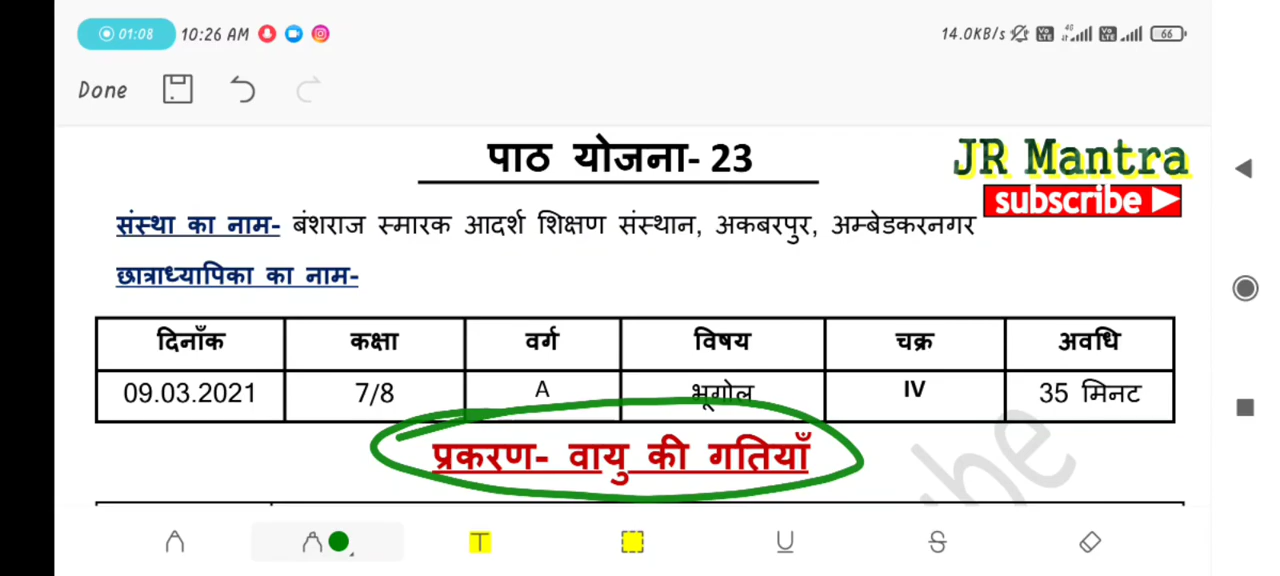 01:08 10:26 AM 14.0KB/s 4G 66
Done
पाठ योजना- 23
JR Mantra
subscribe
संस्था का नाम- बंशराज स्मारक आदर्श शिक्षण संस्थान, अकबरपुर, अम्बेडकरनगर
छात्राध्यापिका का नाम-
दिनाँक कक्षा वर्ग विषय चक्र अवधि
09.03.2021 7/8 A भूगोल IV 35 मिनट
प्रकरण- वायु की गतियाँ